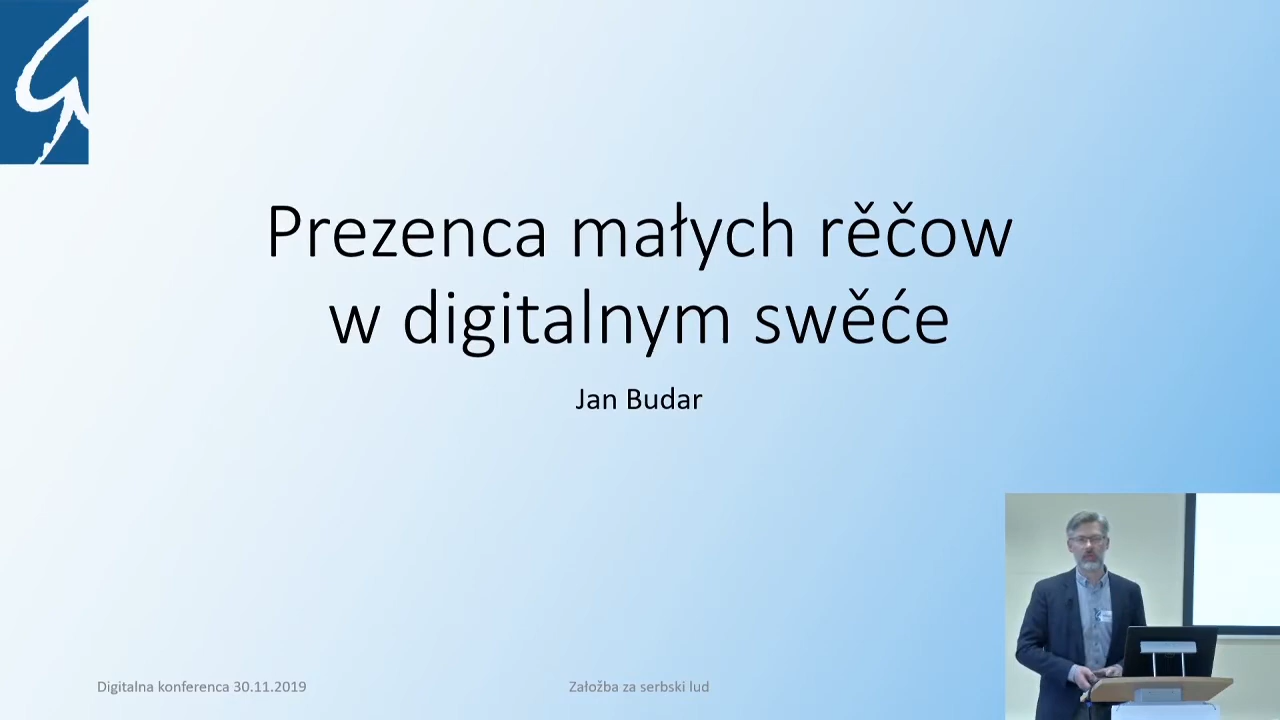 Prezenca małych rěčow
w digitalnym swěće
Jan Budar
Digitalna konferenca 30.11.2019
Załožba za serbski lud